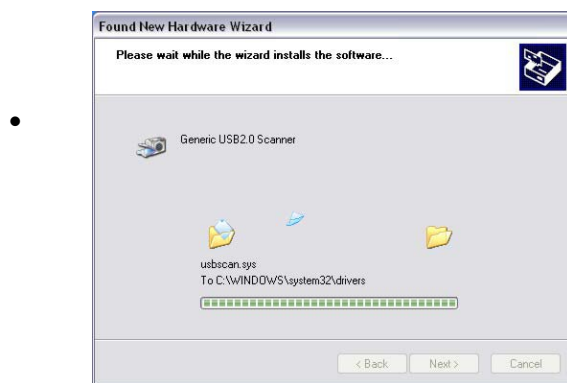 Found New Hardware Wizard
Please wait while the wizard installs the software...
Generic USB2.0 Scanner
usbscan.sys
To C:\WINDOWS\system32\drivers
< Back Next > Cancel